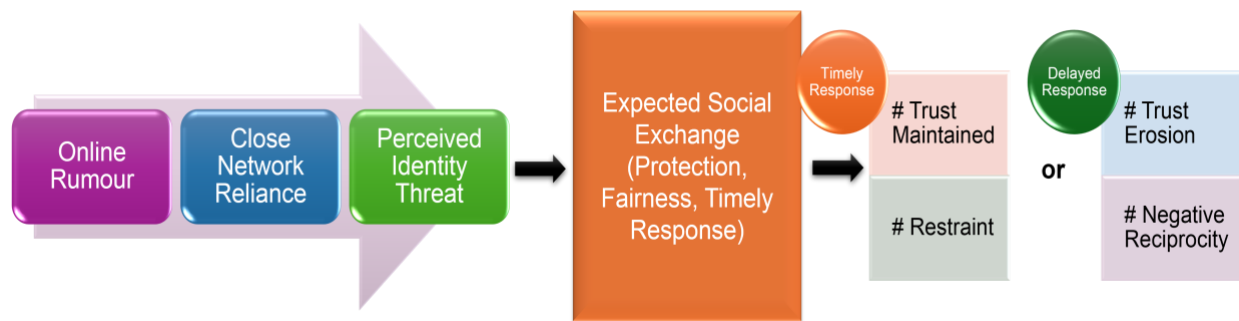 Online
Rumour
Close
Network
Reliance
Perceived
Identity
Threat
Expected Social
Exchange
(Protection,
Fairness, Timely
Response)
Timely
Response
# Trust
Maintained
# Restraint
or
Delayed
Response
# Trust
Erosion
# Negative
Reciprocity